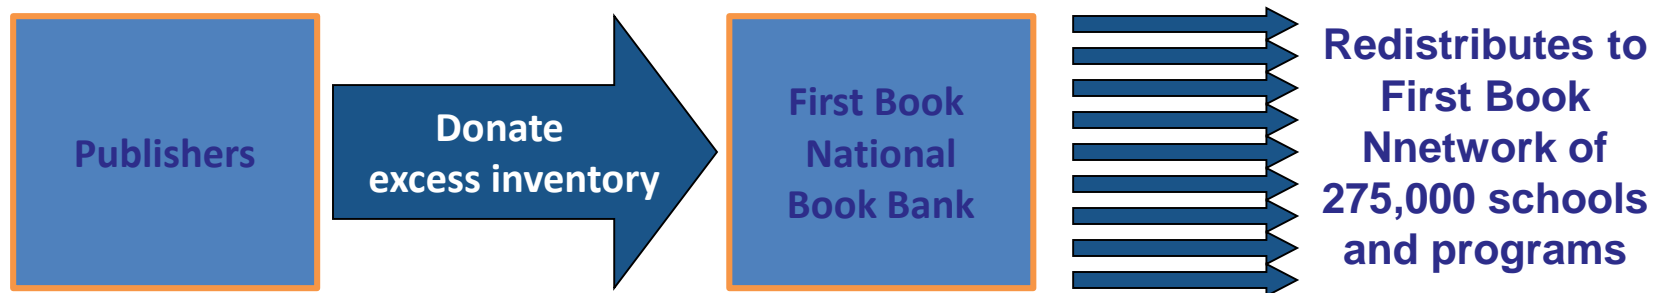 Publishers
Donate
excess inventory
First Book
National
Book Bank
Redistributes to
First Book
Nnetwork of
275,000 schools
and programs